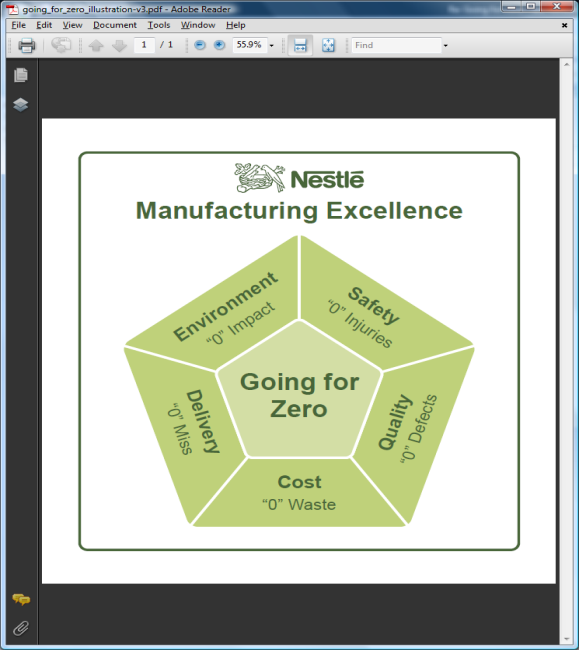 going_for_zero_illustration-v3.pdf - Adobe Reader
File Edit View Document Tools Window Help
1 / 1 55.9% Find
Nestlé
Manufacturing Excellence
Environment
“0” Impact
Safety
“0” Injuries
Going for
Zero
Delivery
“0” Miss
Quality
“0” Defects
Cost
“0” Waste